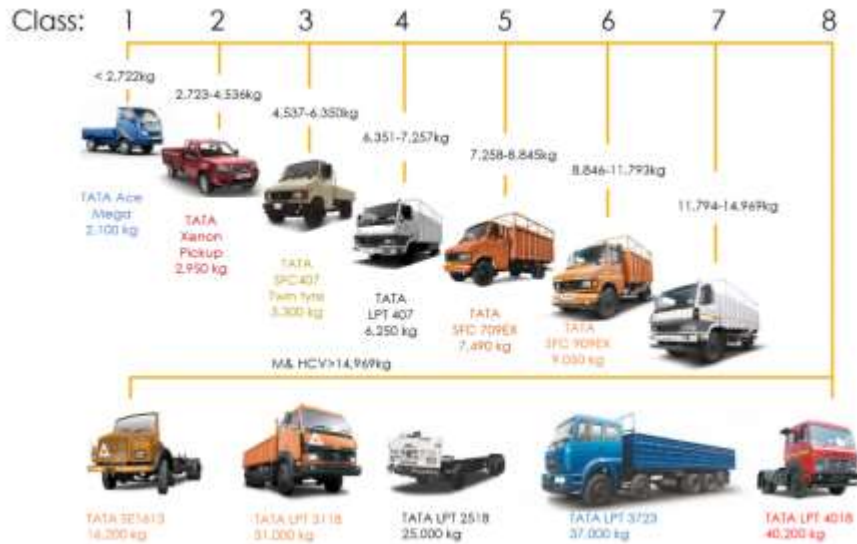 Class: 1 2 3 4 5 6 7 8
< 2,722kg
2,723-4,536kg
4,537-6,350kg
6,351-7,257kg
7,258-8,845kg
8,846-11,793kg
11,794-14,969kg
TATA Ace
Mega
2,100 kg
TATA
Xenon
Pickup
2,950 kg
TATA
SFC407
Twin tyre
5,300 kg
TATA
LPT 407
6,250 kg
TATA
SFC 709EX
7,490 kg
TATA
SFC 909EX
9,050 kg
M& HCV>14,969kg
TATA SE1613
16,200 kg
TATA LPT 3118
31,000 kg
TATA LPT 2518
25,000 kg
TATA LPT 3723
37,000 kg
TATA LPT 4018
40,200 kg